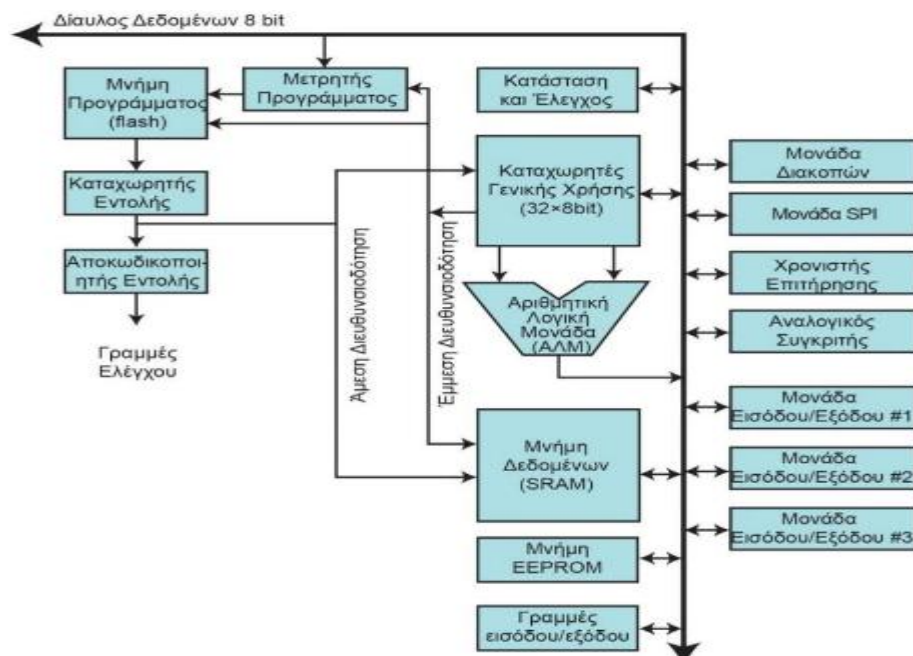 Δίαυλος Δεδομένων 8 bit
Μνήμη
Προγράμματος
(flash)
Μετρητής
Προγράμματος
Κατάσταση
και Έλεγχος
Καταχωρητής
Εντολής
Αποκωδικοποι-
ητής Εντολής
Γραμμές
Ελέγχου
Άμεση Διευθυνσιοδότηση
Έμμεση Διευθυνσιοδότηση
Καταχωρητές
Γενικής Χρήσης
(32×8bit)
Αριθμητική
Λογική
Μονάδα
(ΑΛΜ)
Μνήμη
Δεδομένων
(SRAM)
Μνήμη
EEPROM
Γραμμές
εισόδου/εξόδου
Μονάδα
Διακοπών
Μονάδα SPI
Χρονιστής
Επιτήρησης
Αναλογικός
Συγκριτής
Μονάδα
Εισόδου/Εξόδου #1
Μονάδα
Εισόδου/Εξόδου #2
Μονάδα
Εισόδου/Εξόδου #3